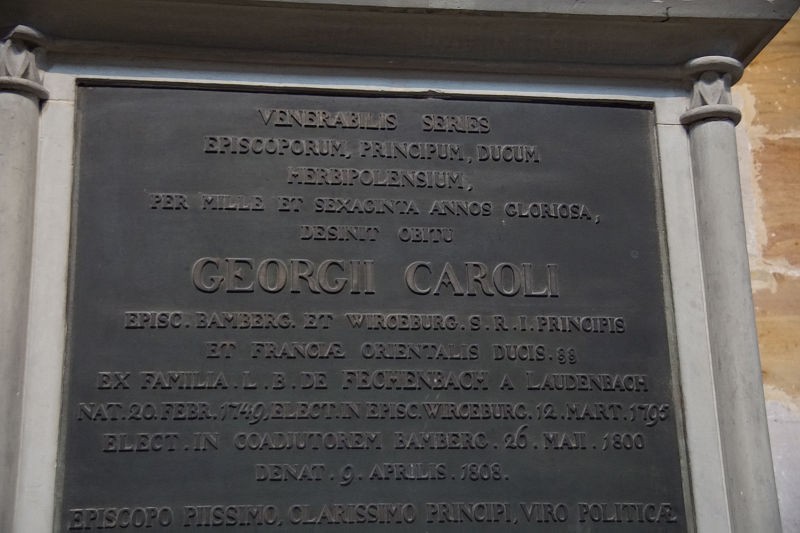 VENERABILIS SERIES
EPISCOPORUM, PRINCIPUM, DUCUM
HERBIPOLENSIUM,
PER MILLE ET SEXAGINTA ANNOS GLORIOSA,
DESINIT OBITU
GEORGII CAROLI
EPISC. BAMBERG. ET WIRCEBURG. S. R. I. PRINCIPIS
ET FRANCIÆ ORIENTALIS DUCIS. §§
EX FAMILIA. L. B. DE FECHENBACH A LAUDENBACH
NAT. 20. FEBR. 1749, ELECT. IN EPISC. WIRCEBURG. 12. MART. 1795
ELECT. IN COADJUTOREM BAMBERG. 26. MAJI. 1800
DENAT. 9. APRILIS. 1808.
EPISCOPO PIISSIMO, CLARISSIMO PRINCIPI, VIRO POLITICÆ